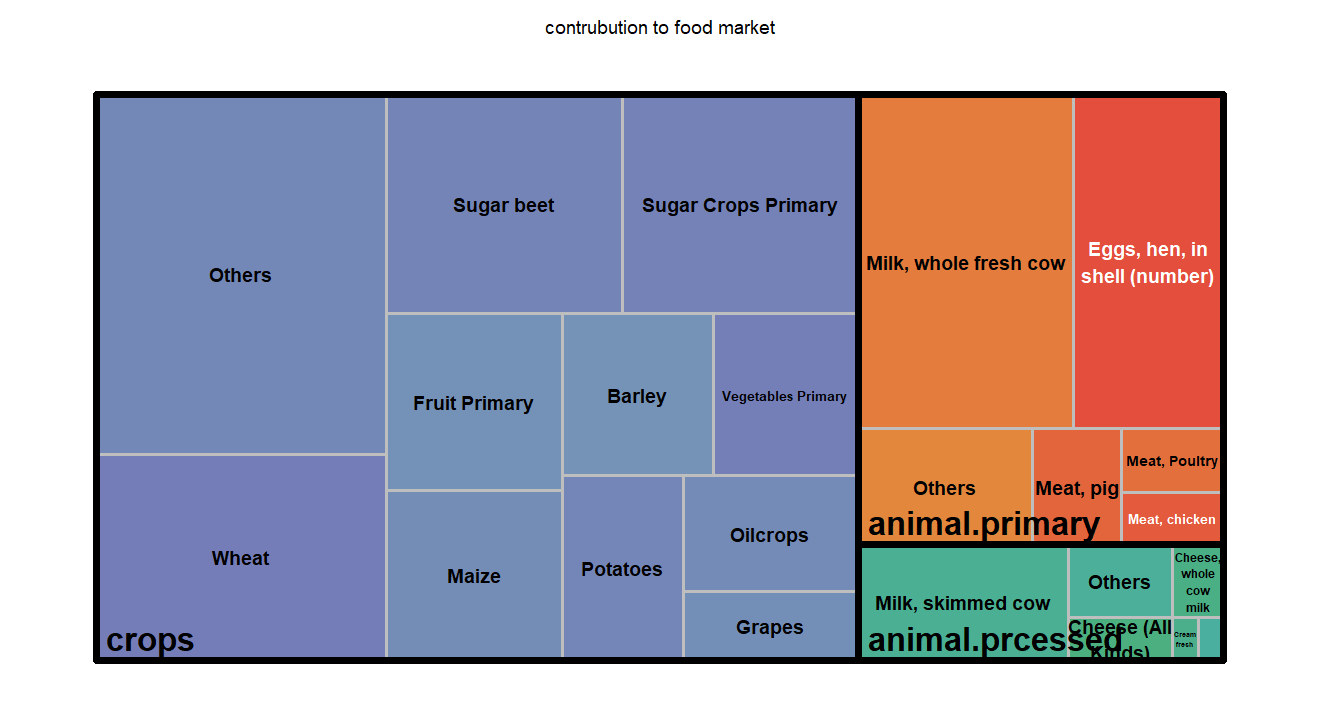 contrubution to food market
Others
Sugar beet
Sugar Crops Primary
Fruit Primary
Barley
Vegetables Primary
Wheat
Maize
Potatoes
Oilcrops
Grapes
crops
Milk, whole fresh cow
Eggs, hen, in
shell (number)
Others
Meat, pig
Meat, Poultry
Meat, chicken
animal.primary
Milk, skimmed cow
Others
Cheese,
whole
cow
milk
Cheese (All
Kinds)
Cream
fresh
animal.prcessed